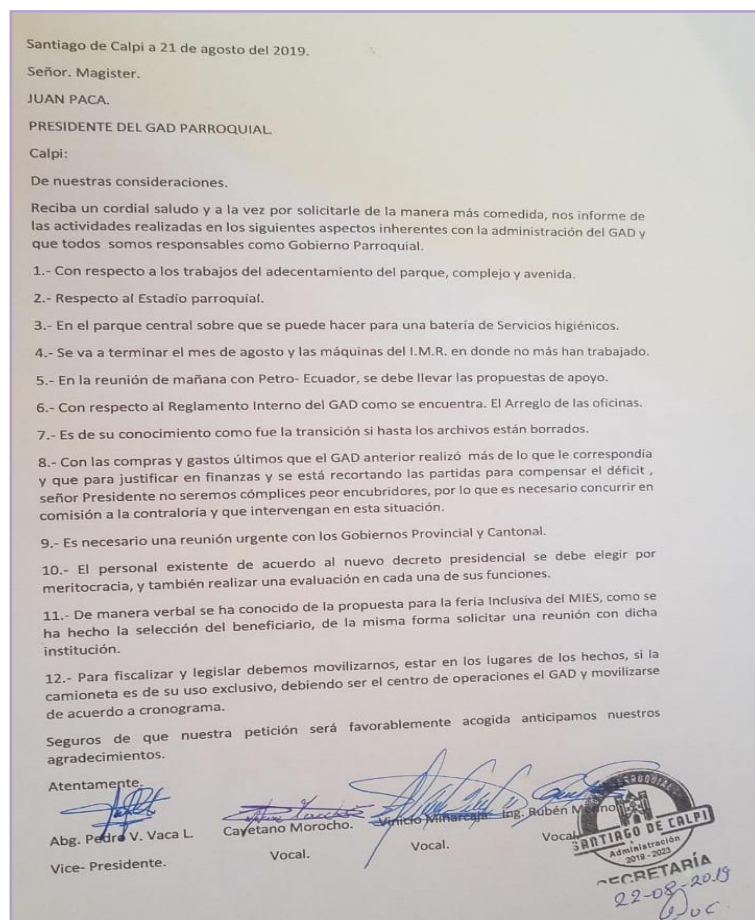 Santiago de Calpi a 21 de agosto del 2019.
Señor. Magister.
JUAN PACA.
PRESIDENTE DEL GAD PARROQUIAL.
Calpi:
De nuestras consideraciones.
Reciba un cordial saludo y a la vez por solicitarle de la manera más comedida, nos informe de
las actividades realizadas en los siguientes aspectos inherentes con la administración del GAD y
que todos somos responsables como Gobierno Parroquial.
1.- Con respecto a los trabajos del adecentamiento del parque, complejo y avenida.
2.- Respecto al Estadío parroquial.
3.- En el parque central sobre que se puede hacer para una batería de Servicios higiénicos.
4.- Se va a terminar el mes de agosto y las máquinas del I.M.R. en donde no más han trabajado.
5.- En la reunión de mañana con Petro- Ecuador, se debe llevar las propuestas de apoyo.
6.- Con respecto al Reglamento Interno del GAD como se encuentra. El Arreglo de las oficinas.
7.- Es de su conocimiento como fue la transición si hasta los archivos están borrados.
8.- Con las compras y gastos últimos que el GAD anterior realizó más de lo que le correspondía
y que para justificar en finanzas y se está recortando las partidas para compensar el déficit ,
señor Presidente no seremos cómplices peor encubridores, por lo que es necesario concurrir en
comisión a la contraloría y que intervengan en esta situación.
9.- Es necesario una reunión urgente con los Gobiernos Provincial y Cantonal.
10.- El personal existente de acuerdo al nuevo decreto presidencial se debe elegir por
meritocracia, y también realizar una evaluación en cada una de sus funciones.
11.- De manera verbal se ha conocido de la propuesta para la feria Inclusiva del MIES, como se
ha hecho la selección del beneficiario, de la misma forma solicitar una reunión con dicha
institución.
12.- Para fiscalizar y legislar debemos movilizarnos, estar en los lugares de los hechos, si la
camioneta es de su uso exclusivo, debiendo ser el centro de operaciones el GAD y movilizarse
de acuerdo a cronograma.
Seguros de que nuestra petición será favorablemente acogida anticipamos nuestros
agradecimientos.
Atentamente.
Abg. Pedro V. Vaca L. Cayetano Morocho. Vinicio Miñarcaja. Ing. Rubén
Vice- Presidente. Vocal. Vocal. Vocal
SANTIAGO DE CALPI
Administración
2019 - 2023
SECRETARÍA
22-08-2019